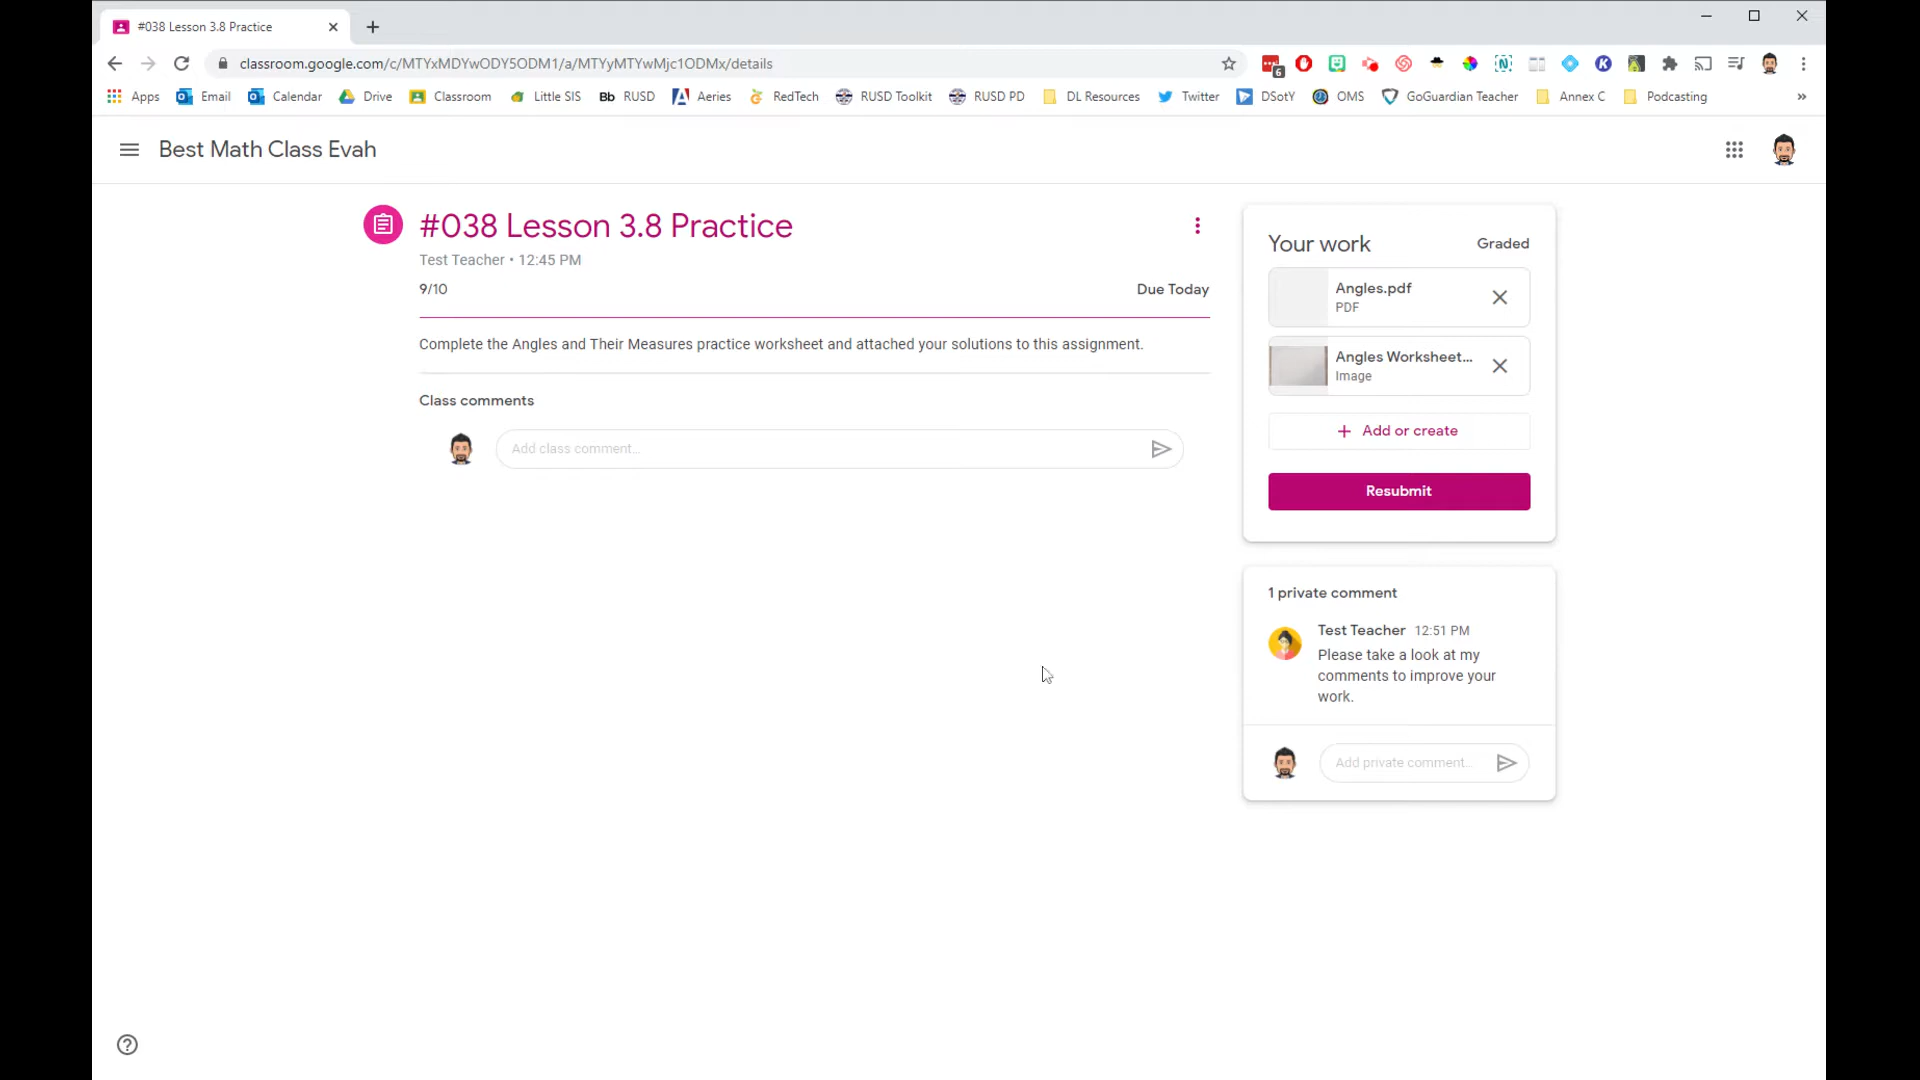 #038 Lesson 3.8 Practice
classroom.google.com/c/MTYxMDYwODY5ODM1/a/MTYyMTYwMjc1ODMx/details
6
Apps Email Calendar Drive Classroom Little SIS Bb RUSD Aeries RedTech RUSD Toolkit RUSD PD DL Resources Twitter DSotY OMS GoGuardian Teacher Annex C Podcasting »
Best Math Class Evah
#038 Lesson 3.8 Practice
Test Teacher • 12:45 PM
9/10 Due Today
Complete the Angles and Their Measures practice worksheet and attached your solutions to this assignment.
Class comments
Add class comment...
Your work Graded
Angles.pdf
PDF
Angles Worksheet...
Image
+ Add or create
Resubmit
1 private comment
Test Teacher 12:51 PM
Please take a look at my
comments to improve your
work.
Add private comment...